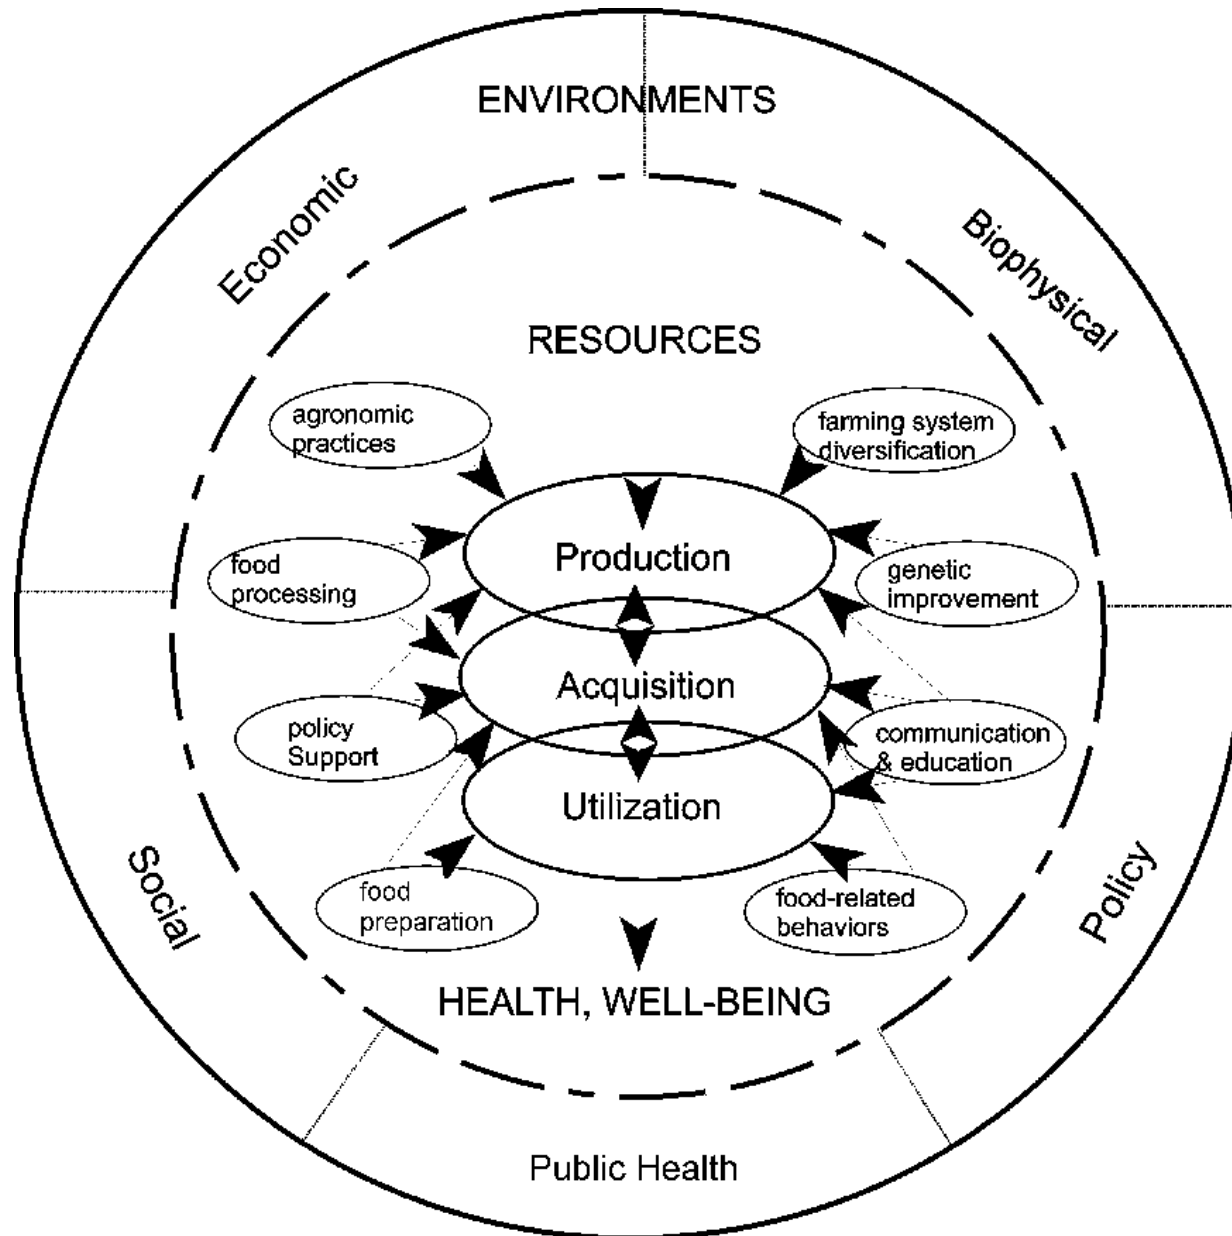 ENVIRONMENTS
Economic
Biophysical
RESOURCES
agronomic
practices
farming system
diversification
Production
food
processing
genetic
improvement
Acquisition
policy
Support
communication
& education
Utilization
Social
Policy
food
preparation
food-related
behaviors
HEALTH, WELL-BEING
Public Health